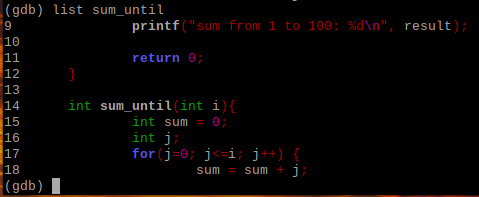 (gdb) list sum_until
9 printf("sum from 1 to 100: %d\n", result);
10
11 return 0;
12 }
13
14 int sum_until(int i){
15 int sum = 0;
16 int j;
17 for(j=0; j<=i; j++) {
18 sum = sum + j;
(gdb)